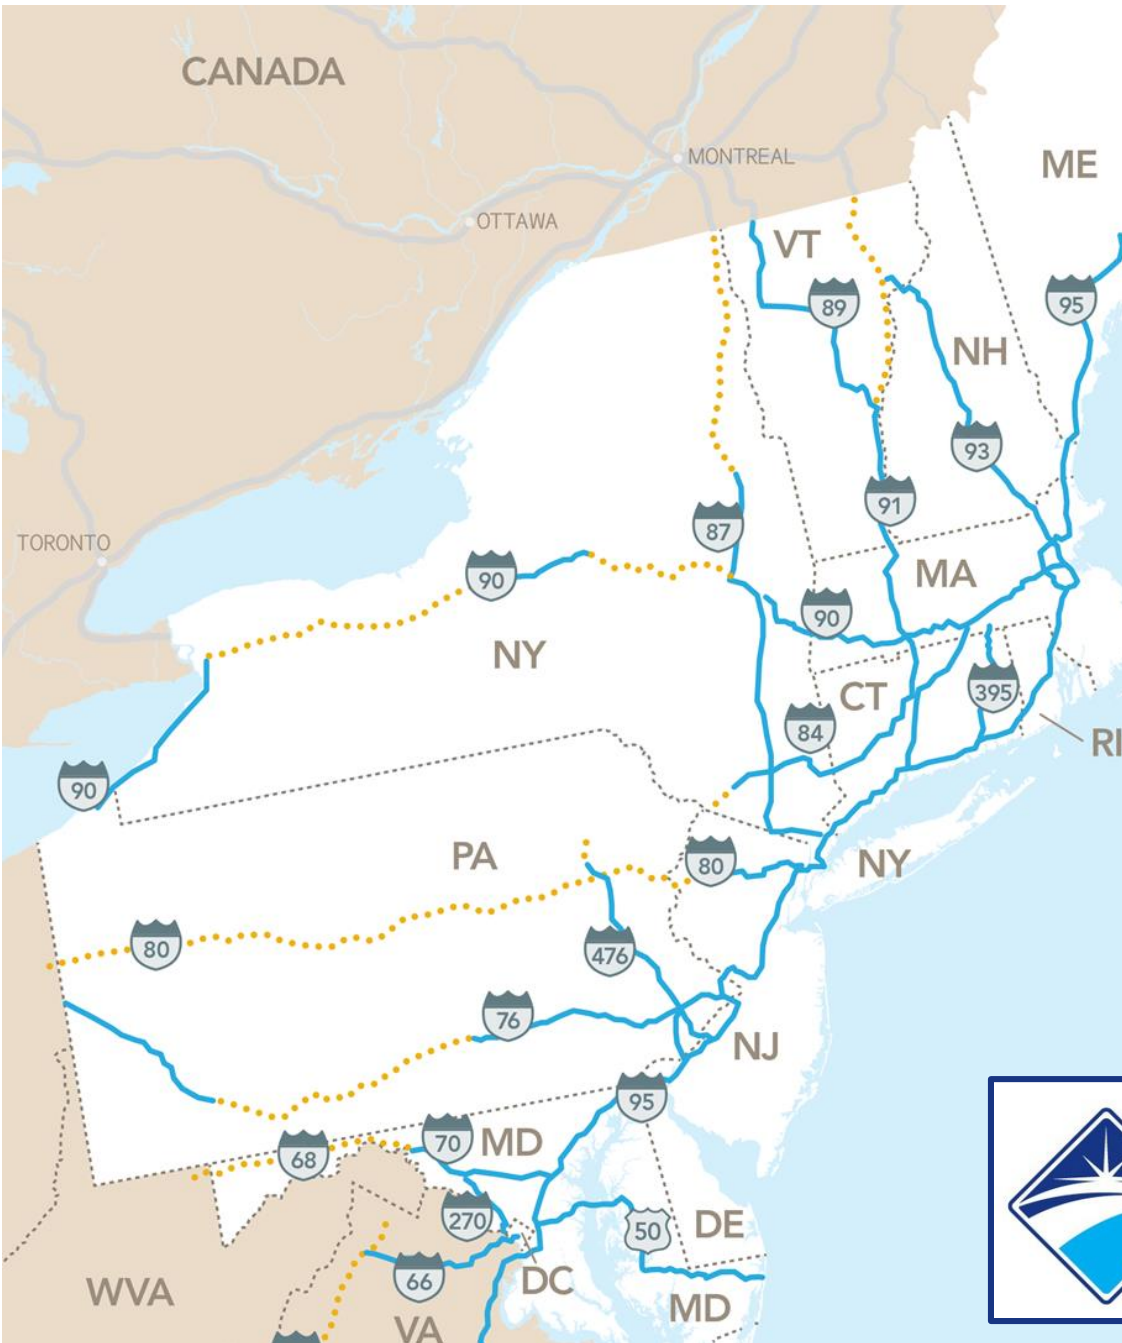 CANADA
MONTREAL
ME
OTTAWA
VT
89
95
NH
93
91
87
TORONTO
90
MA
90
NY
CT
395
84
RI
90
PA
80
NY
80
476
76
NJ
95
70
MD
68
270
50
DE
66
DC
WVA
MD
VA